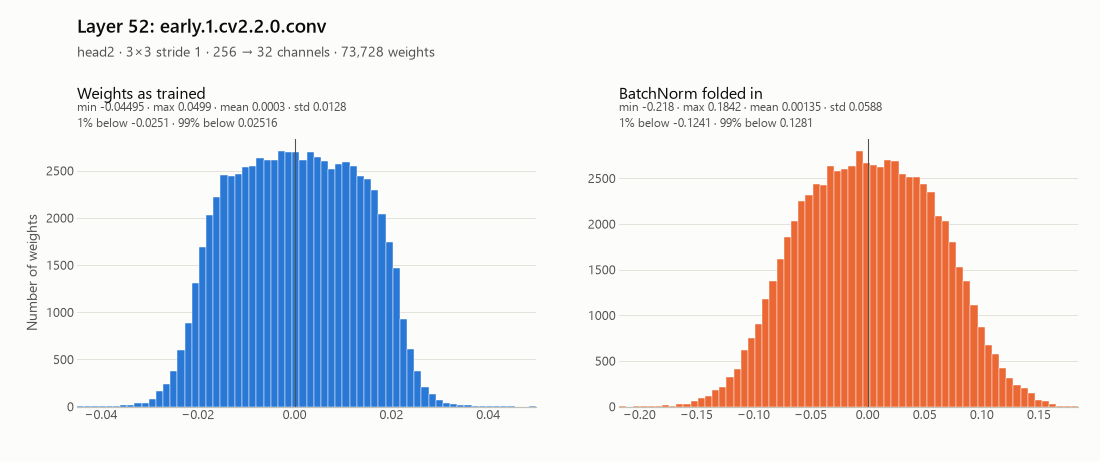 Layer 52: early.1.cv2.2.0.conv
head2 · 3×3 stride 1 · 256 → 32 channels · 73,728 weights
Weights as trained
min -0.04495 · max 0.0499 · mean 0.0003 · std 0.0128
1% below -0.0251 · 99% below 0.02516
Number of weights
2500
2000
1500
1000
500
0
−0.04 −0.02 0.00 0.02 0.04
BatchNorm folded in
min -0.218 · max 0.1842 · mean 0.00135 · std 0.0588
1% below -0.1241 · 99% below 0.1281
2500
2000
1500
1000
500
0
−0.20 −0.15 −0.10 −0.05 0.00 0.05 0.10 0.15